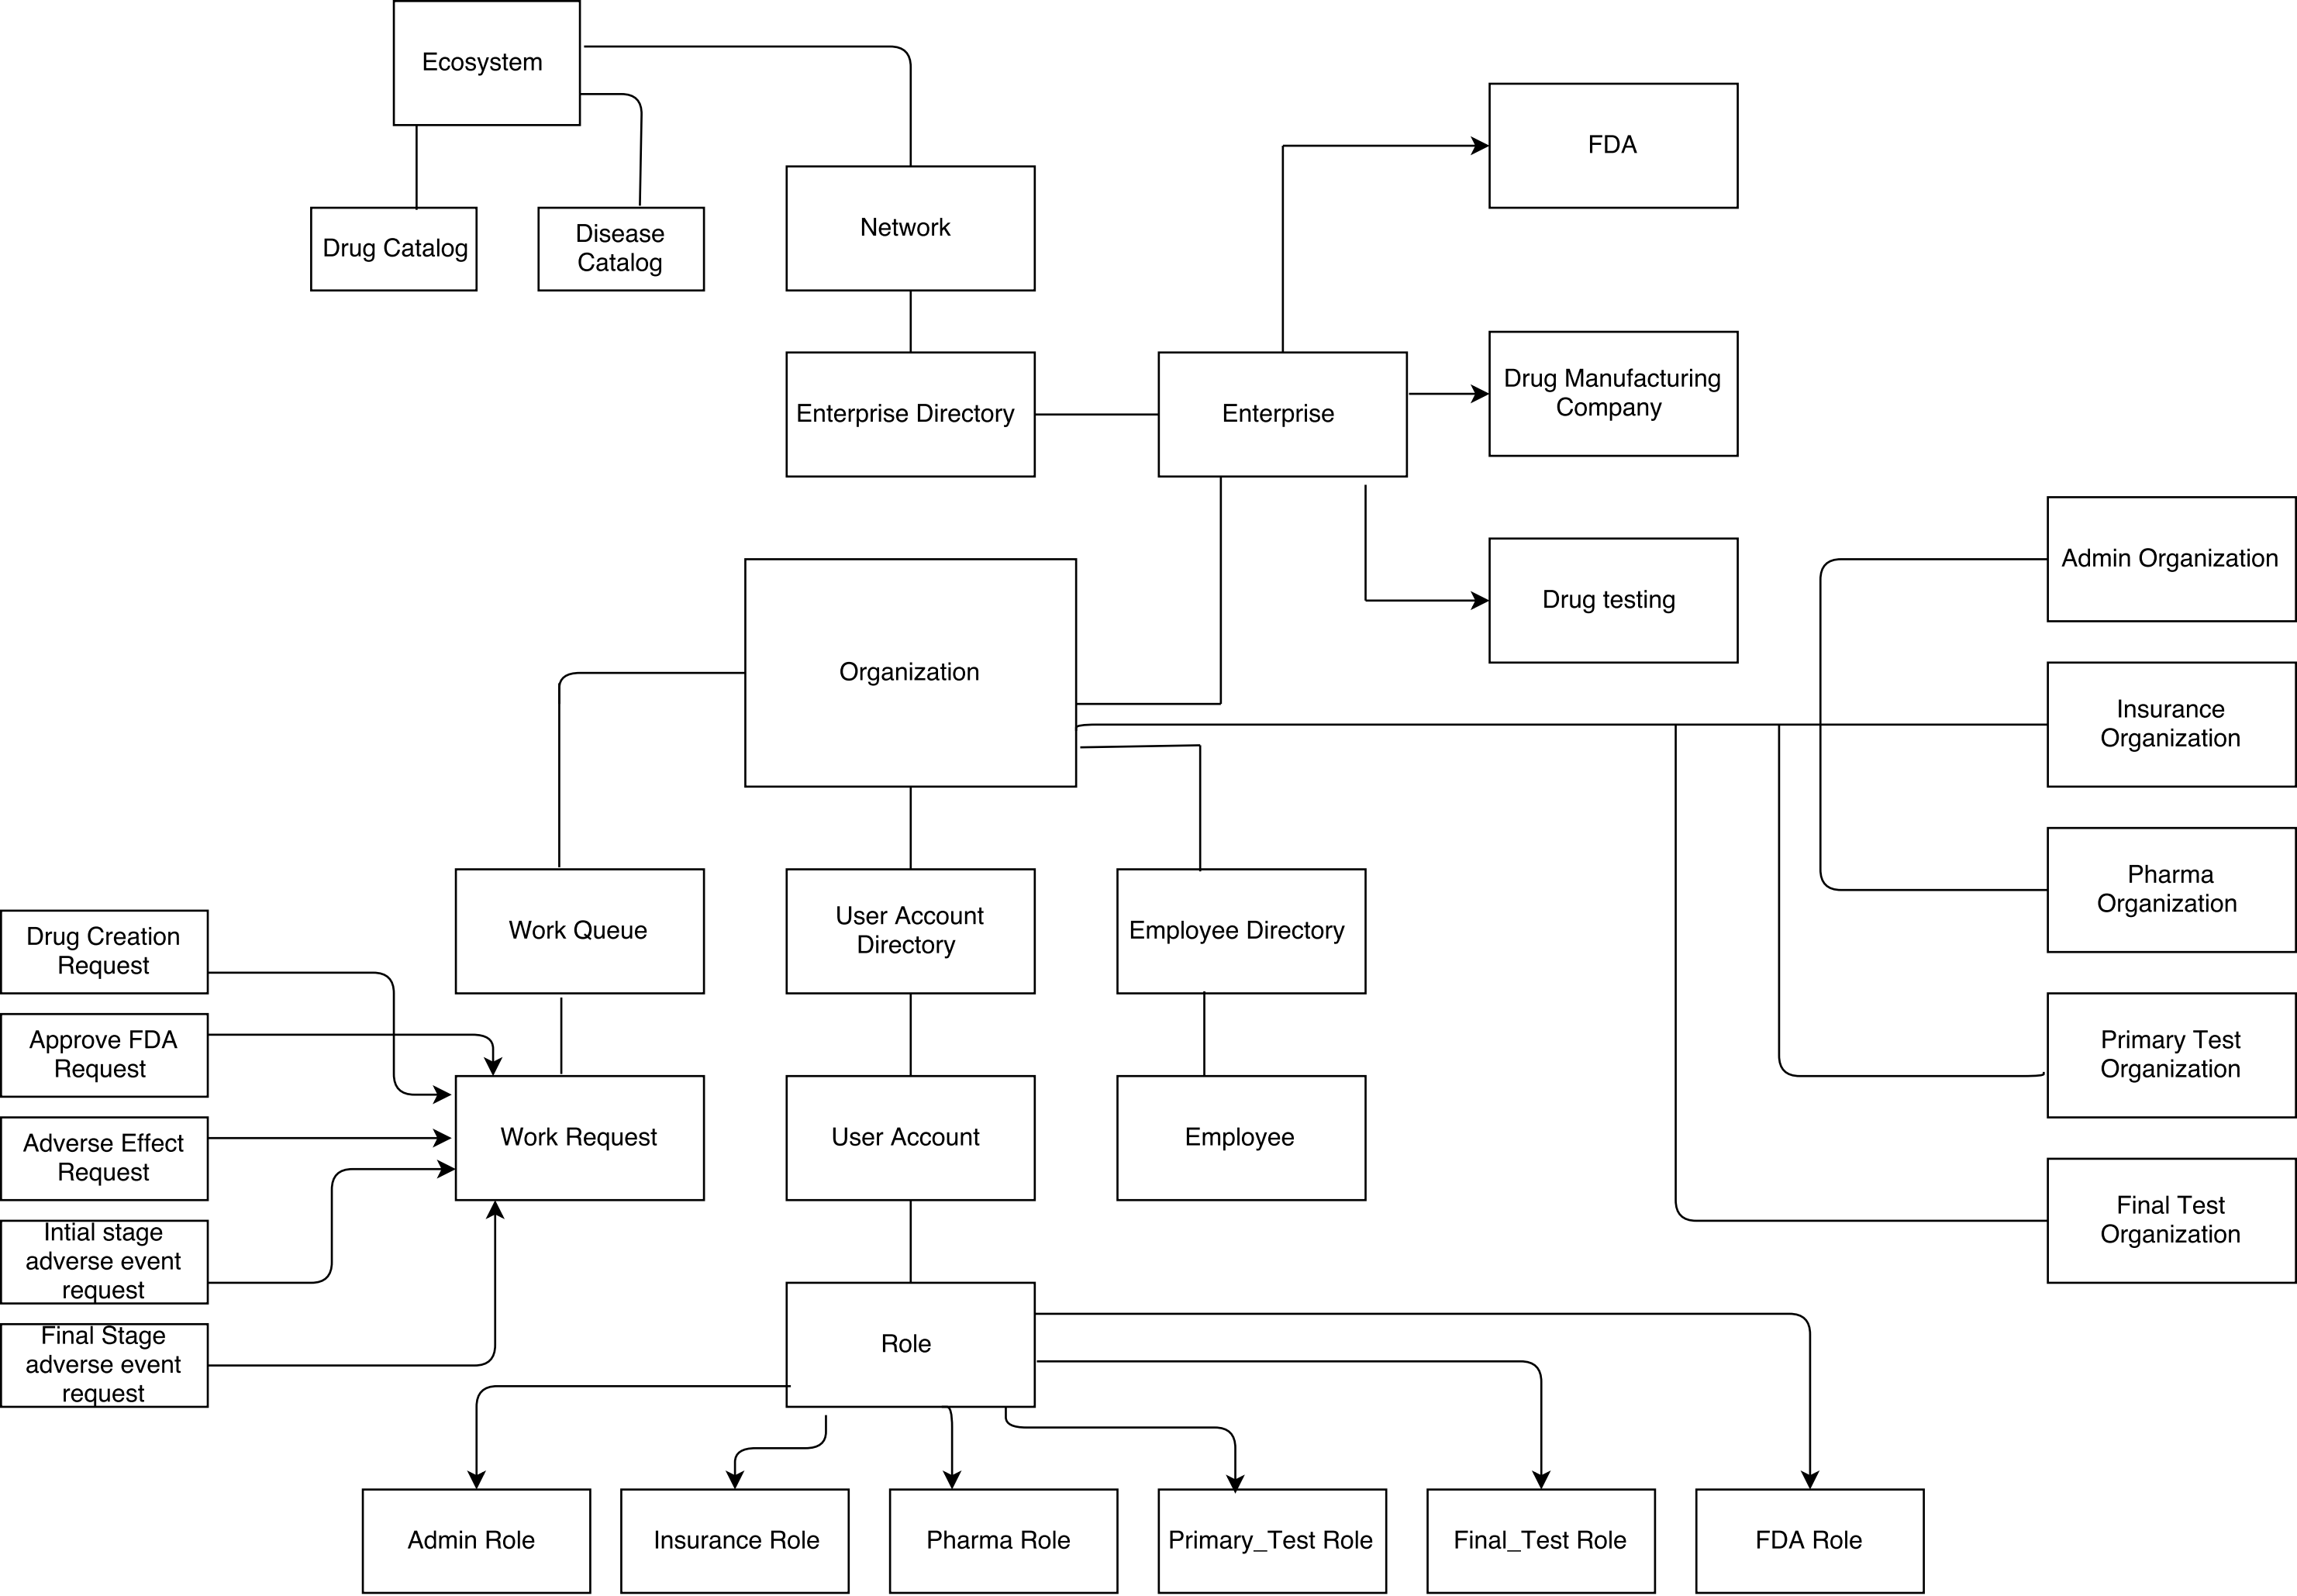 Ecosystem
FDA
Network
Drug Catalog
Disease
Catalog
Enterprise Directory
Enterprise
Drug Manufacturing
Company
Admin Organization
Drug testing
Organization
Insurance
Organization
Pharma
Organization
Work Queue
User Account
Directory
Employee Directory
Drug Creation
Request
Approve FDA
Request
Primary Test
Organization
Adverse Effect
Request
Work Request
User Account
Employee
Intial stage
adverse event
request
Final Test
Organization
Final Stage
adverse event
request
Role
Admin Role
Insurance Role
Pharma Role
Primary_Test Role
Final_Test Role
FDA Role